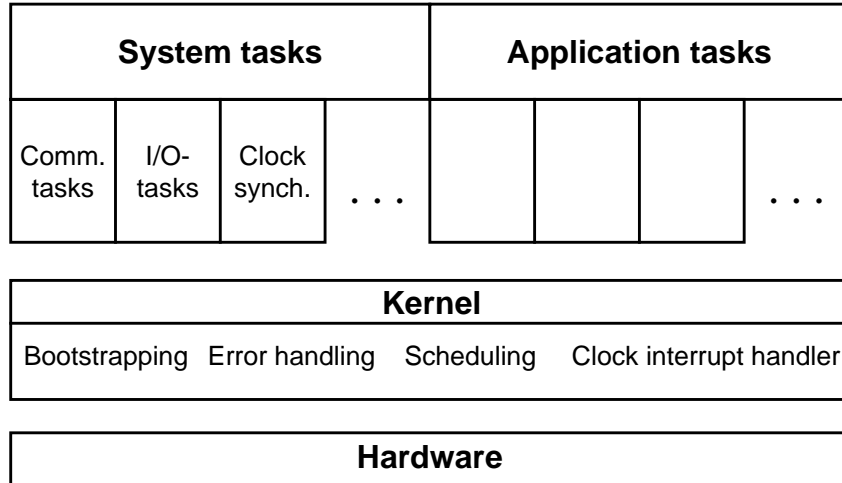 System tasks
Application tasks
Comm.
tasks
I/O-
tasks
Clock
synch.
. . .
. . .
Kernel
Bootstrapping Error handling Scheduling Clock interrupt handler
Hardware